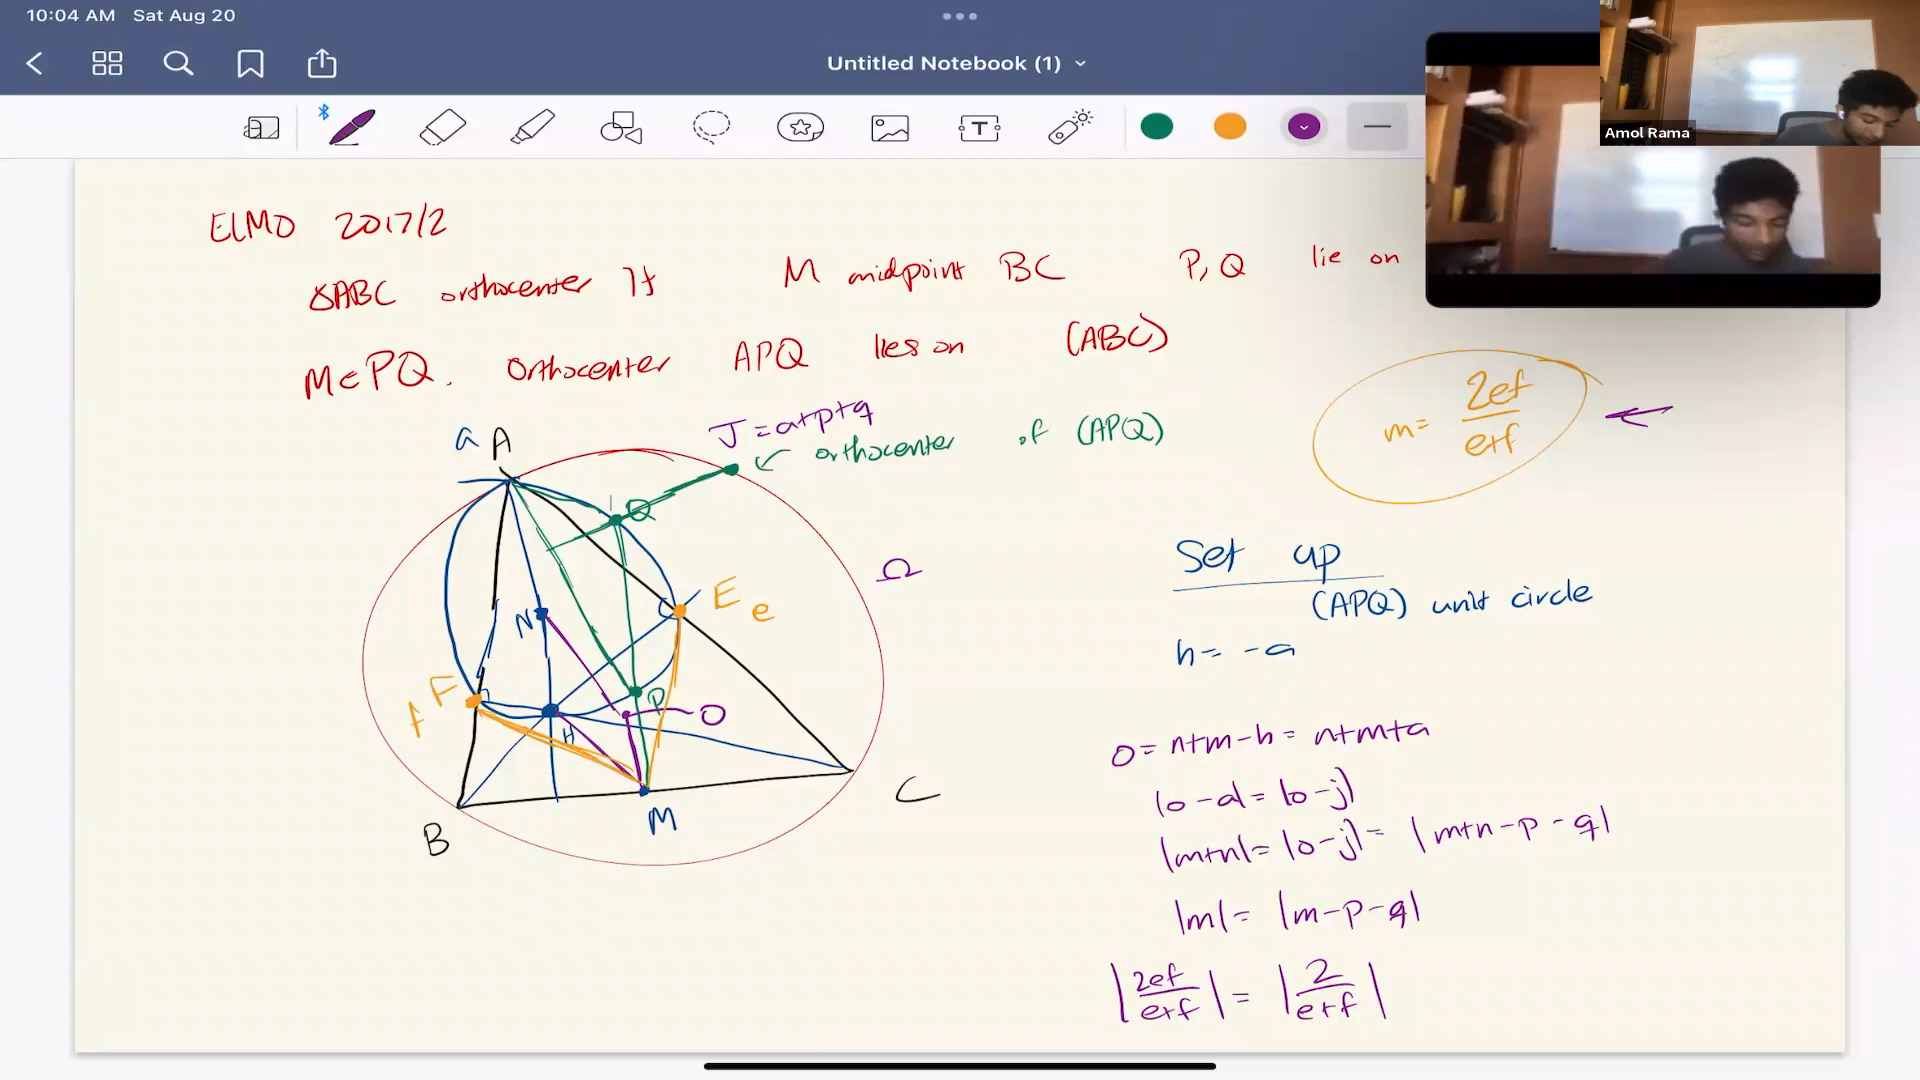 10:04 AM Sat Aug 20
Untitled Notebook (1)
Amol Rama
ELMO 2017/2
△ABC orthocenter H M midpoint BC P, Q lie on
M∈PQ. Orthocenter APQ lies on (ABC)
J = a+p+q
orthocenter of (APQ)
m = 2ef/(e+f)
a A
Q
Ω
N
E e
F f
H
P
O
B
M
C
Set up
(APQ) unit circle
h = -a
o = n+m-h = n+m+a
|o-a| = |o-j|
|m+n| = |o-j| = |m+n-p-q|
|m| = |m-p-q|
|2ef/(e+f)| = |2/(e+f)|